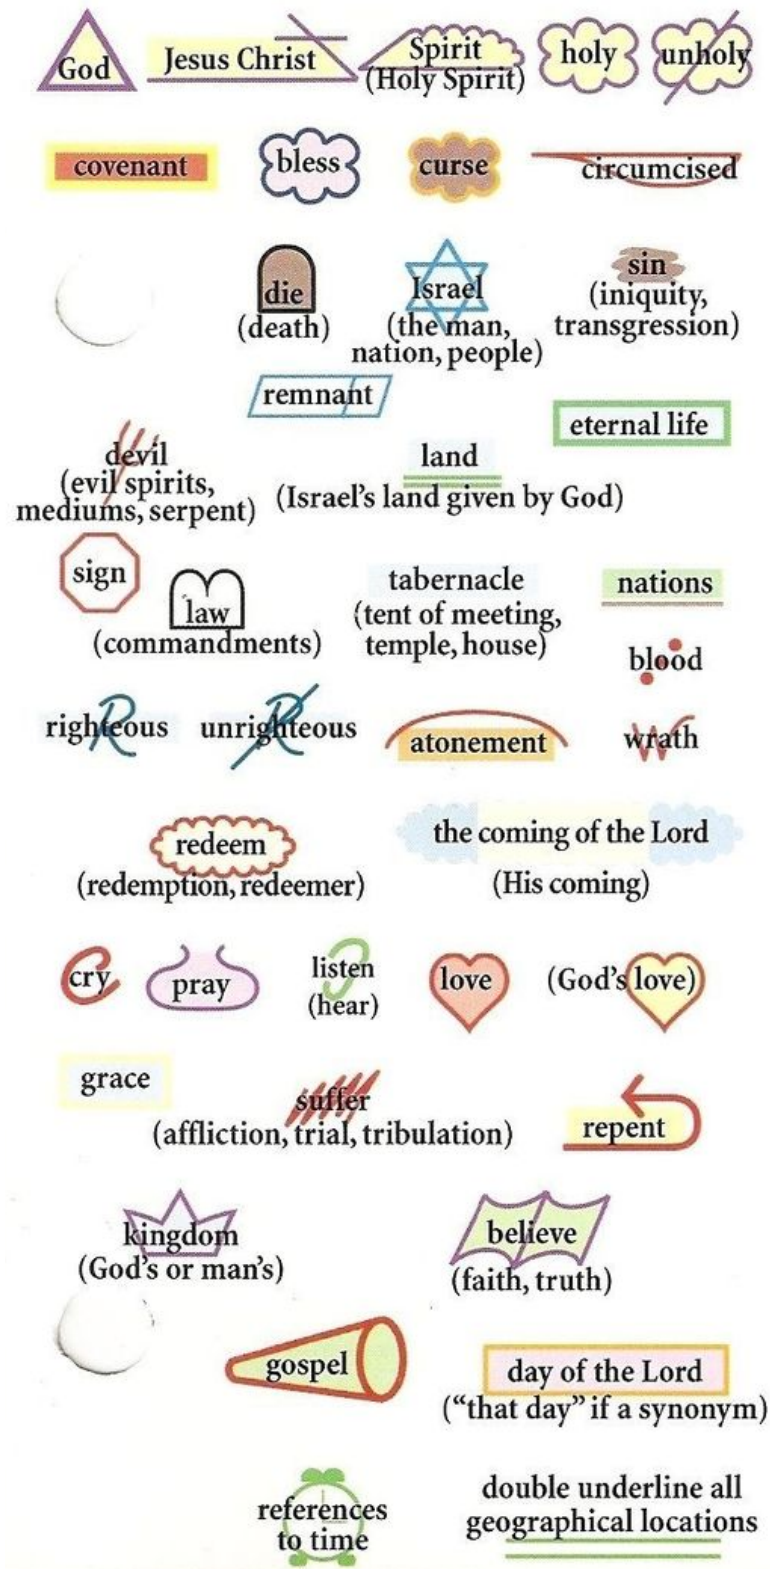 God
Jesus Christ
Spirit
(Holy Spirit)
holy
unholy
covenant
bless
curse
circumcised
die
(death)
Israel
(the man,
nation, people)
sin
(iniquity,
transgression)
remnant
eternal life
devil
(evil spirits,
mediums, serpent)
land
(Israel's land given by God)
sign
law
(commandments)
tabernacle
(tent of meeting,
temple, house)
nations
blood
righteous
R
unrighteous
R
atonement
wrath
W
redeem
(redemption, redeemer)
the coming of the Lord
(His coming)
cry
pray
listen
(hear)
love
(God's love)
grace
suffer
(affliction, trial, tribulation)
repent
kingdom
(God's or man's)
believe
(faith, truth)
gospel
day of the Lord
("that day" if a synonym)
references
to time
double underline all
geographical locations